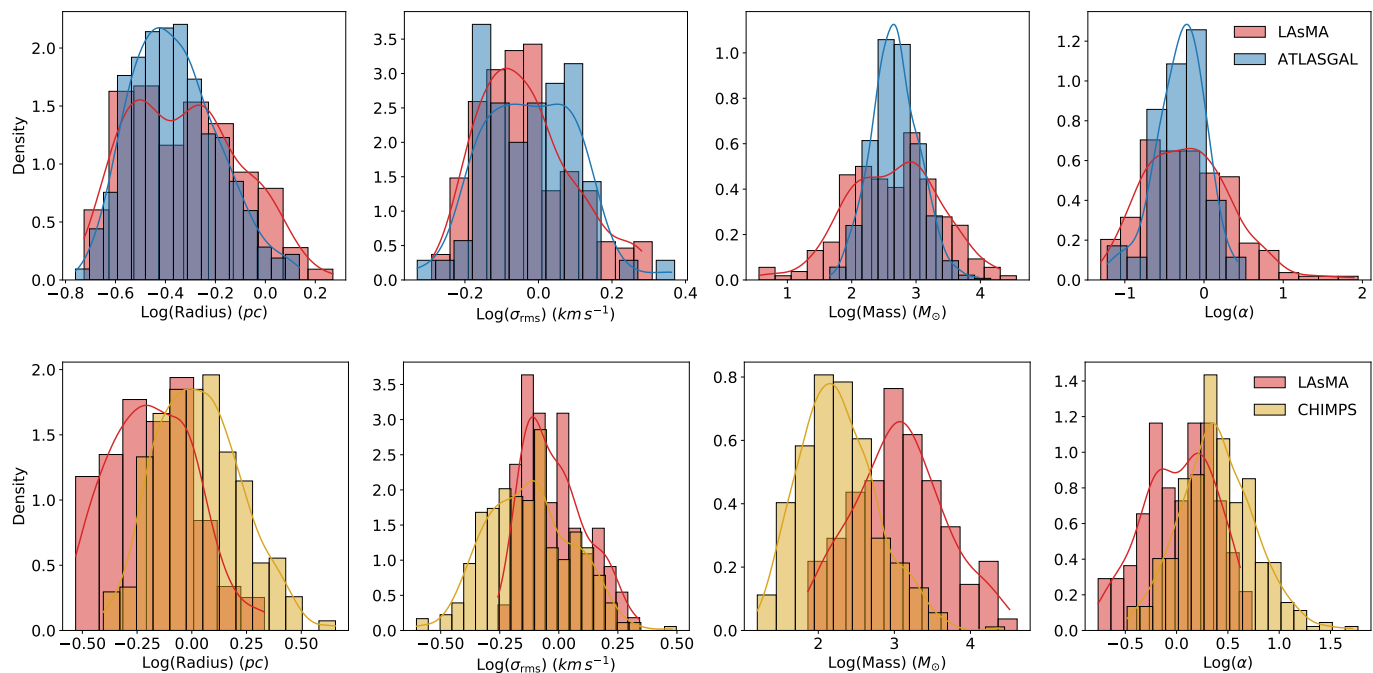 LAsMA
ATLASGAL
Density
2.0
1.5
1.0
0.5
0.0
−0.8 −0.6 −0.4 −0.2 0.0 0.2
Log(Radius) (pc)
3.5
3.0
2.5
2.0
1.5
1.0
0.5
0.0
−0.2 0.0 0.2 0.4
Log(σrms) (km s−1)
1.0
0.8
0.6
0.4
0.2
0.0
1 2 3 4
Log(Mass) (M⊙)
1.2
1.0
0.8
0.6
0.4
0.2
0.0
−1 0 1 2
Log(α)
LAsMA
CHIMPS
Density
2.0
1.5
1.0
0.5
0.0
−0.50 −0.25 0.00 0.25 0.50
Log(Radius) (pc)
3.5
3.0
2.5
2.0
1.5
1.0
0.5
0.0
−0.50 −0.25 0.00 0.25 0.50
Log(σrms) (km s−1)
0.8
0.6
0.4
0.2
0.0
2 3 4
Log(Mass) (M⊙)
1.4
1.2
1.0
0.8
0.6
0.4
0.2
0.0
−0.5 0.0 0.5 1.0 1.5
Log(α)